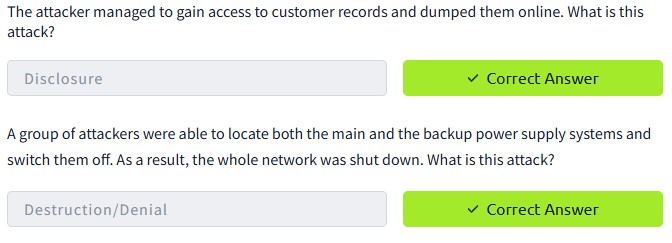 The attacker managed to gain access to customer records and dumped them online. What is this
attack?
Disclosure
✓ Correct Answer
A group of attackers were able to locate both the main and the backup power supply systems and
switch them off. As a result, the whole network was shut down. What is this attack?
Destruction/Denial
✓ Correct Answer